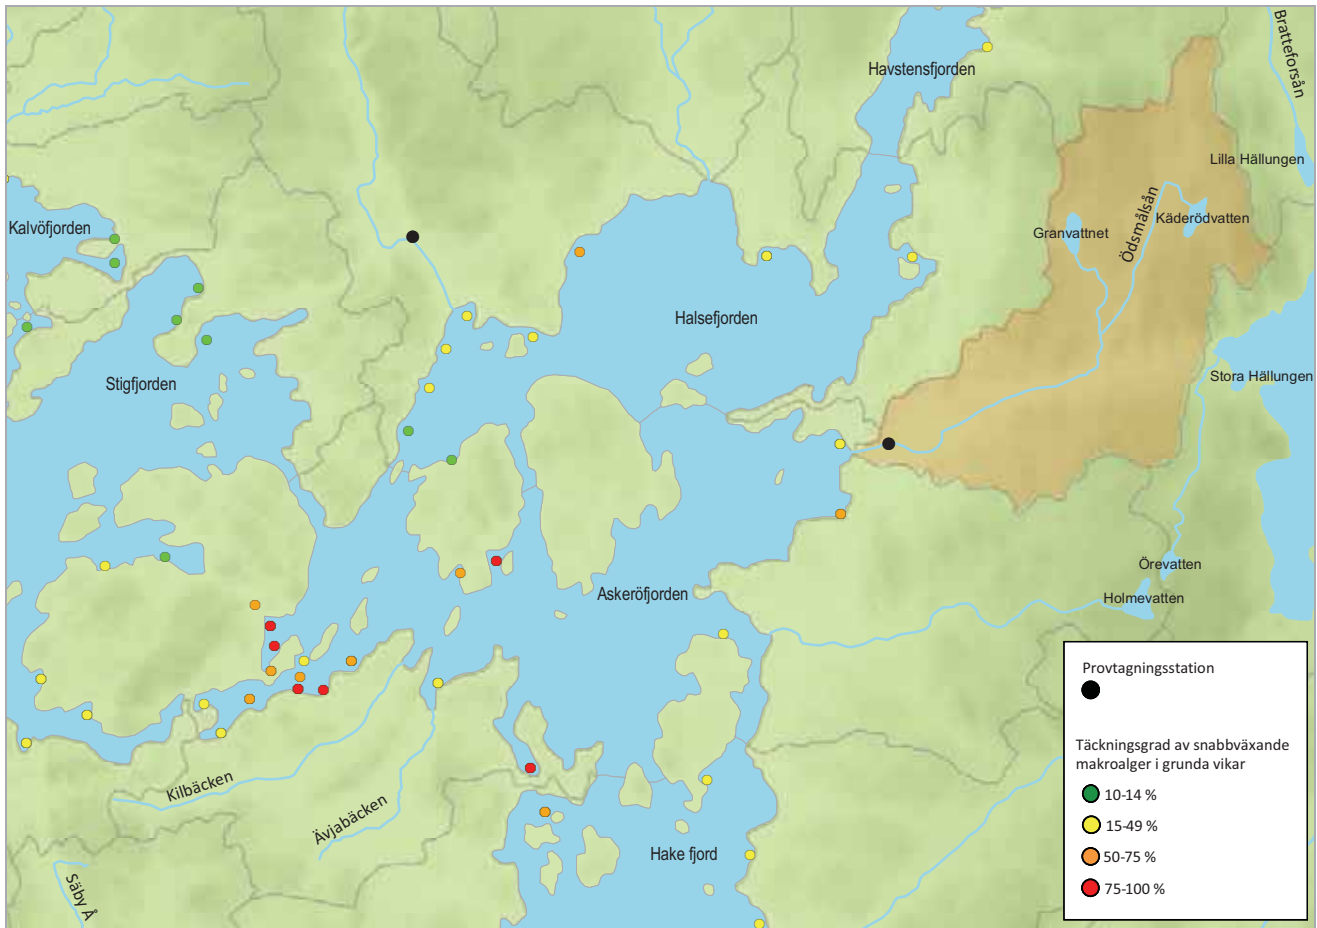 Bratteforsån
Havstensfjorden
Lilla Hällungen
Käderödvatten
Ödsmålsån
Granvattnet
Kalvöfjorden
Halsefjorden
Stigfjorden
Stora Hällungen
Örevatten
Holmevatten
Askeröfjorden
Kilbäcken
Ävjabäcken
Hake fjord
Säby Å
Provtagningsstation
Täckningsgrad av snabbväxande
makroalger i grunda vikar
10-14 %
15-49 %
50-75 %
75-100 %